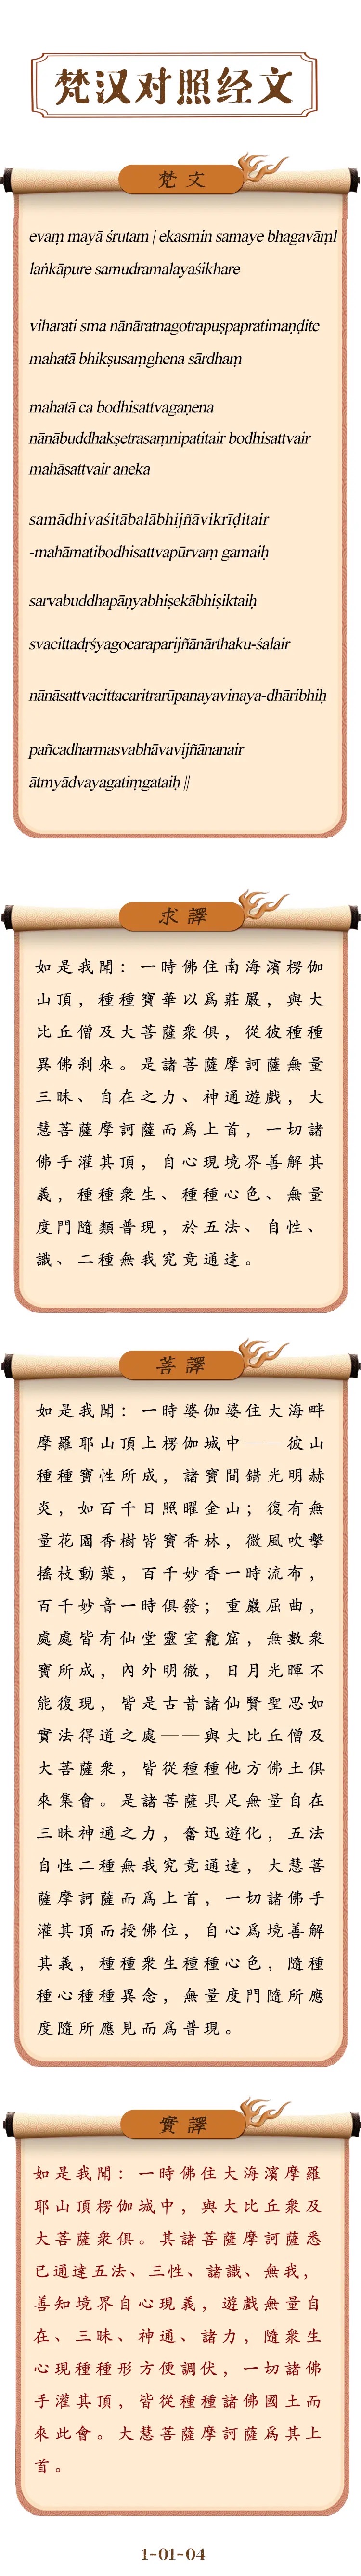 梵汉对照经文
梵文
evaṃ mayā śrutam | ekasmin samaye bhagavāṃl
laṅkāpure samudramalayaśikhare
viharati sma nānāratnagotrapuṣpapratimaṇḍite
mahatā bhikṣusaṃghena sārdhaṃ
mahatā ca bodhisattvagaṇena
nānābuddhakṣetrasaṃnipatitair bodhisattvair
mahāsattvair aneka
samādhivaśitābalābhijñāvikrīḍitair
-mahāmatibodhisattvapūrvaṃ gamaiḥ
sarvabuddhapāṇyabhiṣekābhiṣiktaiḥ
svacittadṛśyagocaraparijñānārthaku-śalair
nānāsattvacittacaritrarūpanayavinaya-dhāribhiḥ
pañcadharmasvabhāvavijñānanair
ātmyādvayagatiṃgataiḥ ||
求譯
如是我聞：一時佛住南海濱楞伽
山頂，種種寶華以爲莊嚴，與大
比丘僧及大菩薩衆俱，從彼種種
異佛刹來。是諸菩薩摩訶薩無量
三昧、自在之力、神通遊戲，大
慧菩薩摩訶薩而爲上首，一切諸
佛手灌其頂，自心現境界善解其
義，種種衆生、種種心色、無量
度門隨類普現，於五法、自性、
識、二種無我究竟通達。
菩譯
如是我聞：一時婆伽婆住大海畔
摩羅耶山頂上楞伽城中——彼山
種種寶性所成，諸寶間錯光明赫
炎，如百千日照曜金山；復有無
量花園香樹皆寶香林，微風吹擊
搖枝動葉，百千妙香一時流布，
百千妙音一時俱發；重巖屈曲，
處處皆有仙堂靈室龕窟，無數衆
寶所成，內外明徹，日月光暉不
能復現，皆是古昔諸仙賢聖思如
實法得道之處——與大比丘僧及
大菩薩衆，皆從種種他方佛土俱
來集會。是諸菩薩具足無量自在
三昧神通之力，奮迅遊化，五法
自性二種無我究竟通達，大慧菩
薩摩訶薩而爲上首，一切諸佛手
灌其頂而授佛位，自心爲境善解
其義，種種衆生種種心色，隨種
種心種種異念，無量度門隨所應
度隨所應見而爲普現。
實譯
如是我聞：一時佛住大海濱摩羅
耶山頂楞伽城中，與大比丘衆及
大菩薩衆俱。其諸菩薩摩訶薩悉
已通達五法、三性、諸識、無我，
善知境界自心現義，遊戲無量自
在、三昧、神通、諸力，隨衆生
心現種種形方便調伏，一切諸佛
手灌其頂，皆從種種諸佛國土而
來此會。大慧菩薩摩訶薩爲其上
首。
1-01-04